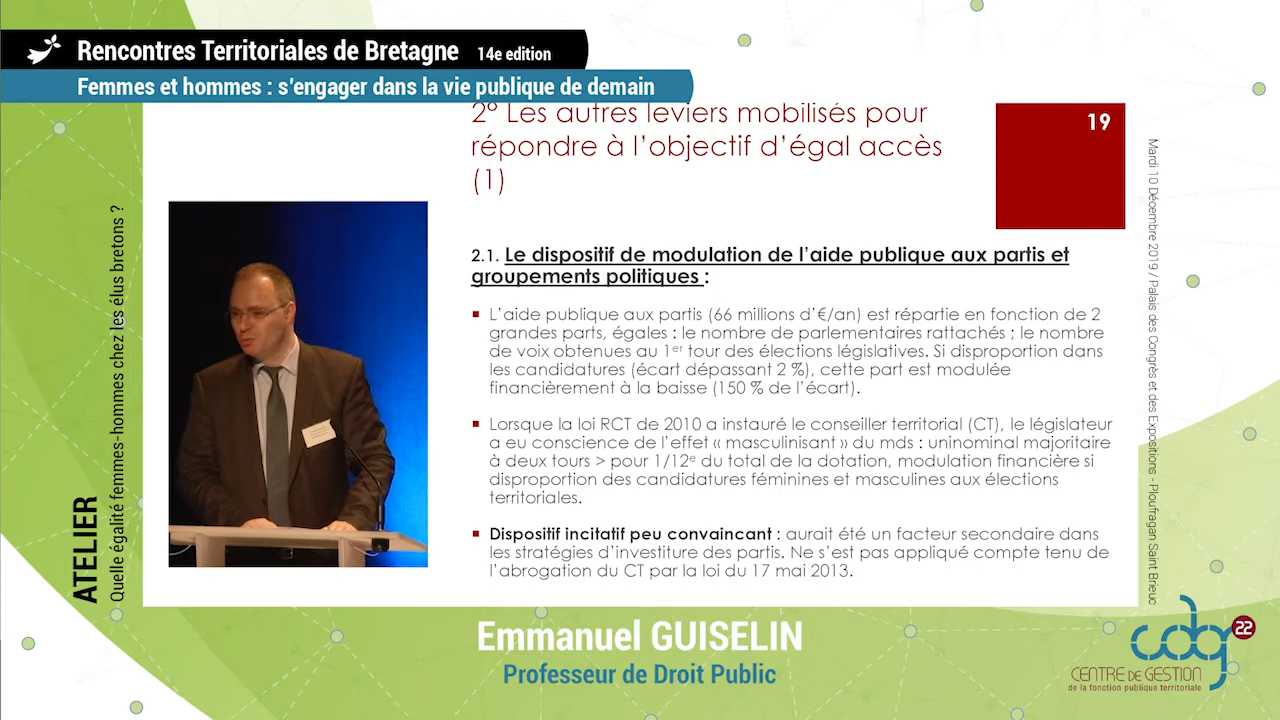 Rencontres Territoriales de Bretagne 14e edition
Femmes et hommes : s'engager dans la vie publique de demain
2° Les autres leviers mobilisés pour
répondre à l'objectif d'égal accès
(1)
19
2.1. Le dispositif de modulation de l'aide publique aux partis et
groupements politiques :
L'aide publique aux partis (66 millions d'€/an) est répartie en fonction de 2
grandes parts, égales : le nombre de parlementaires rattachés ; le nombre
de voix obtenues au 1er tour des élections législatives. Si disproportion dans
les candidatures (écart dépassant 2 %), cette part est modulée
financièrement à la baisse (150 % de l'écart).
Lorsque la loi RCT de 2010 a instauré le conseiller territorial (CT), le législateur
a eu conscience de l'effet « masculinisant » du mds : uninominal majoritaire
à deux tours > pour 1/12e du total de la dotation, modulation financière si
disproportion des candidatures féminines et masculines aux élections
territoriales.
Dispositif incitatif peu convaincant : aurait été un facteur secondaire dans
les stratégies d'investiture des partis. Ne s'est pas appliqué compte tenu de
l'abrogation du CT par la loi du 17 mai 2013.
ATELIER
Quelle égalité femmes-hommes chez les élus bretons ?
Mardi 10 Décembre 2019 / Palais des Congrès et des Expositions - Ploufragan Saint Brieuc
Emmanuel GUISELIN
Professeur de Droit Public
cdg 22
CENTRE DE GESTION
de la fonction publique territoriale